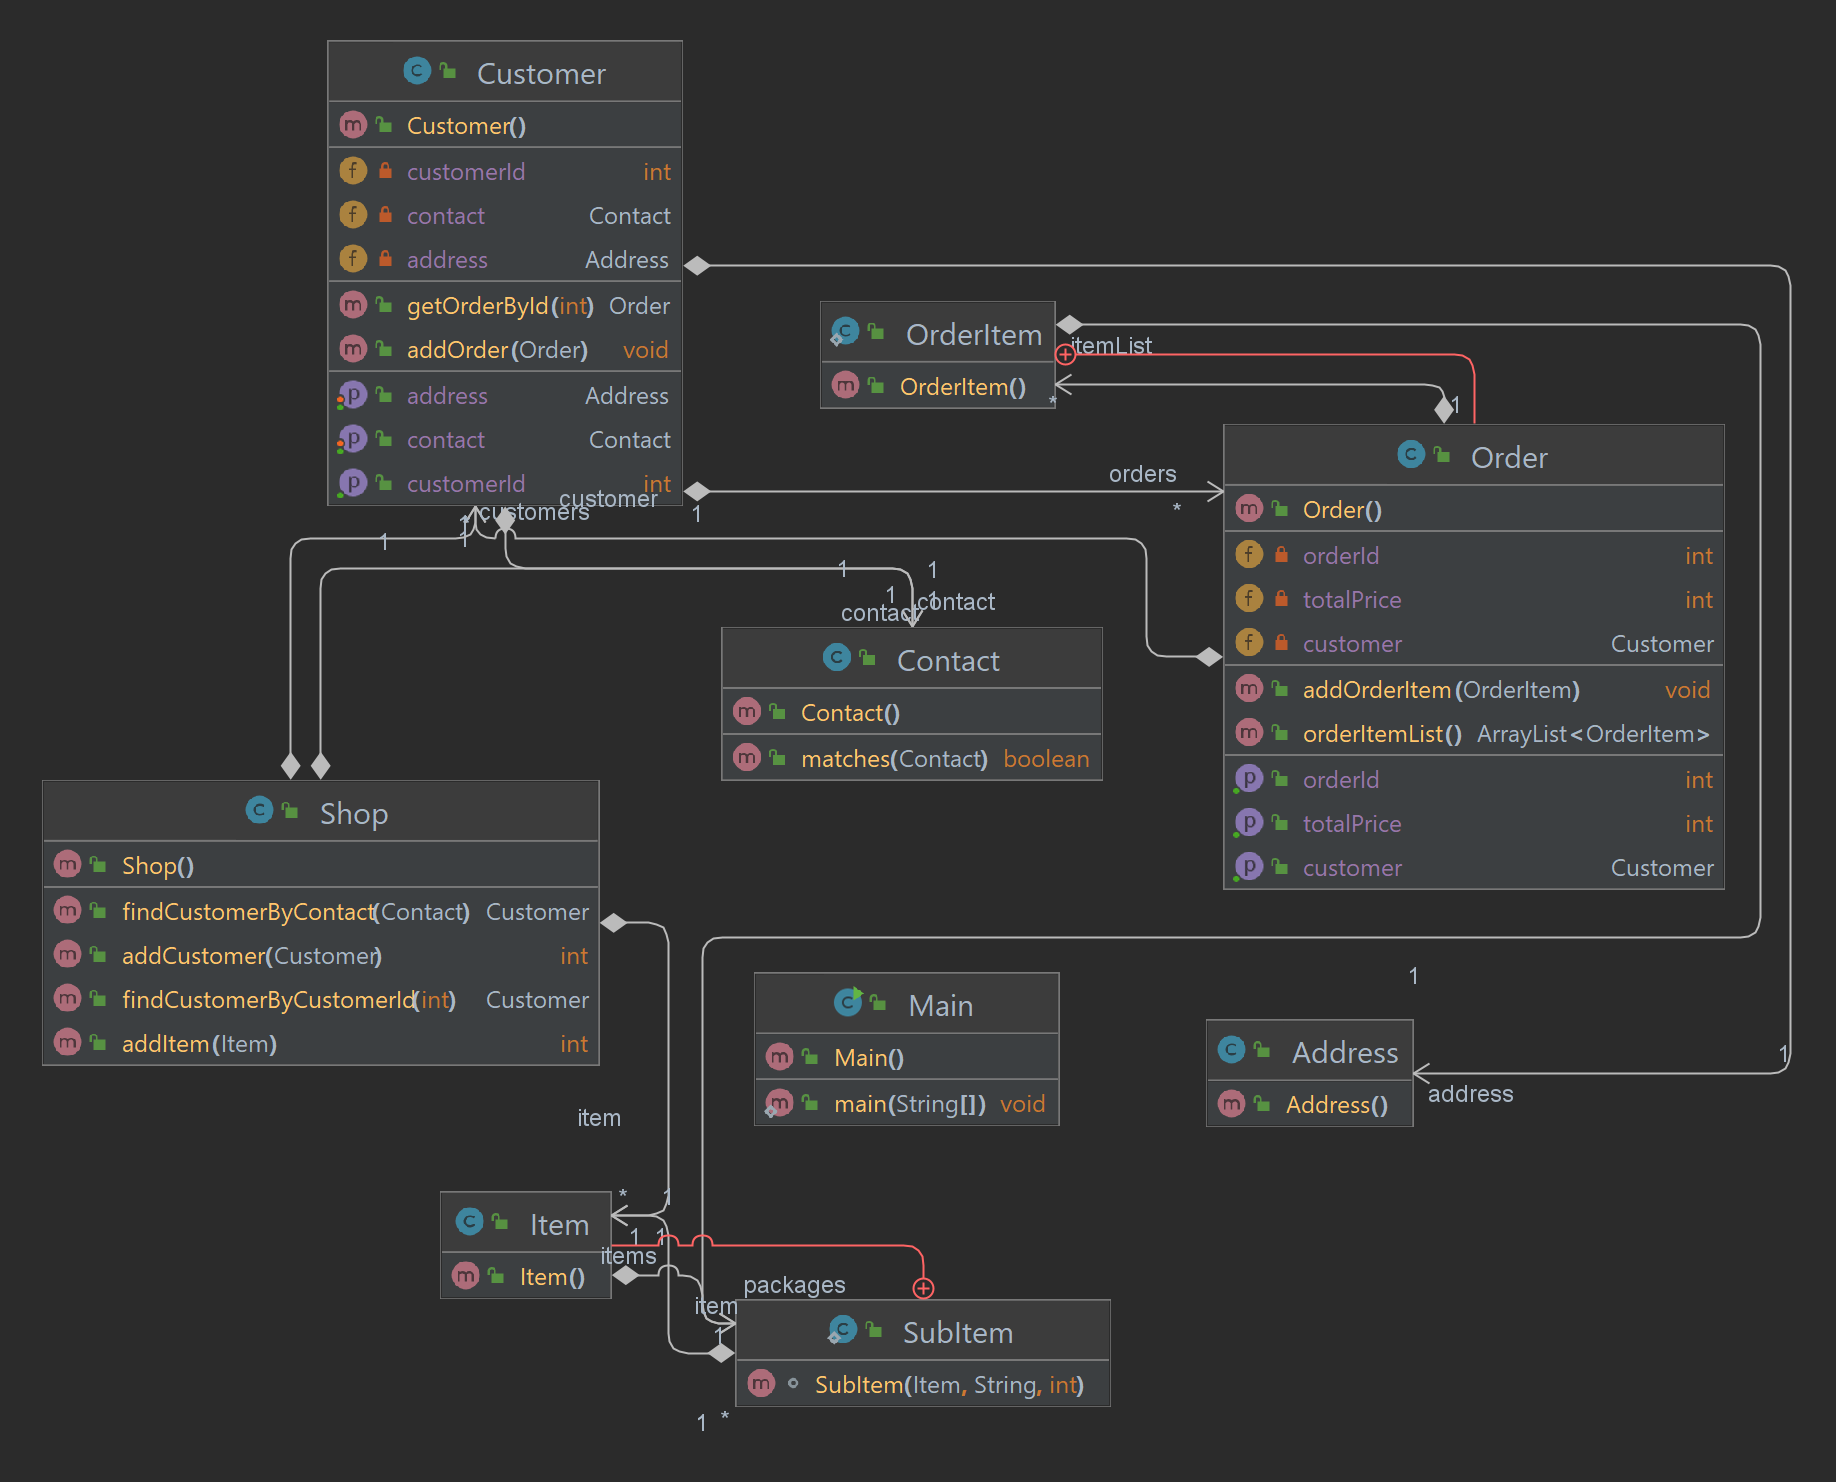 Customer
Customer()
customerId int
contact Contact
address Address
getOrderById(int) Order
addOrder(Order) void
address Address
contact Contact
customerId int
customer
customers
1
1
1
1
OrderItem
OrderItem()
itemList
*
1
orders
*
1
Order
Order()
orderId int
totalPrice int
customer Customer
addOrderItem(OrderItem) void
orderItemList() ArrayList<OrderItem>
orderId int
totalPrice int
customer Customer
1
1
1
1
contact
contact
Contact
Contact()
matches(Contact) boolean
Shop
Shop()
findCustomerByContact(Contact) Customer
addCustomer(Customer) int
findCustomerByCustomerId(int) Customer
addItem(Item) int
Main
Main()
main(String[]) void
1
1
Address
Address()
address
item
*
1
1
1
Item
Item()
items
packages
item
1
SubItem
SubItem(Item, String, int)
1
*